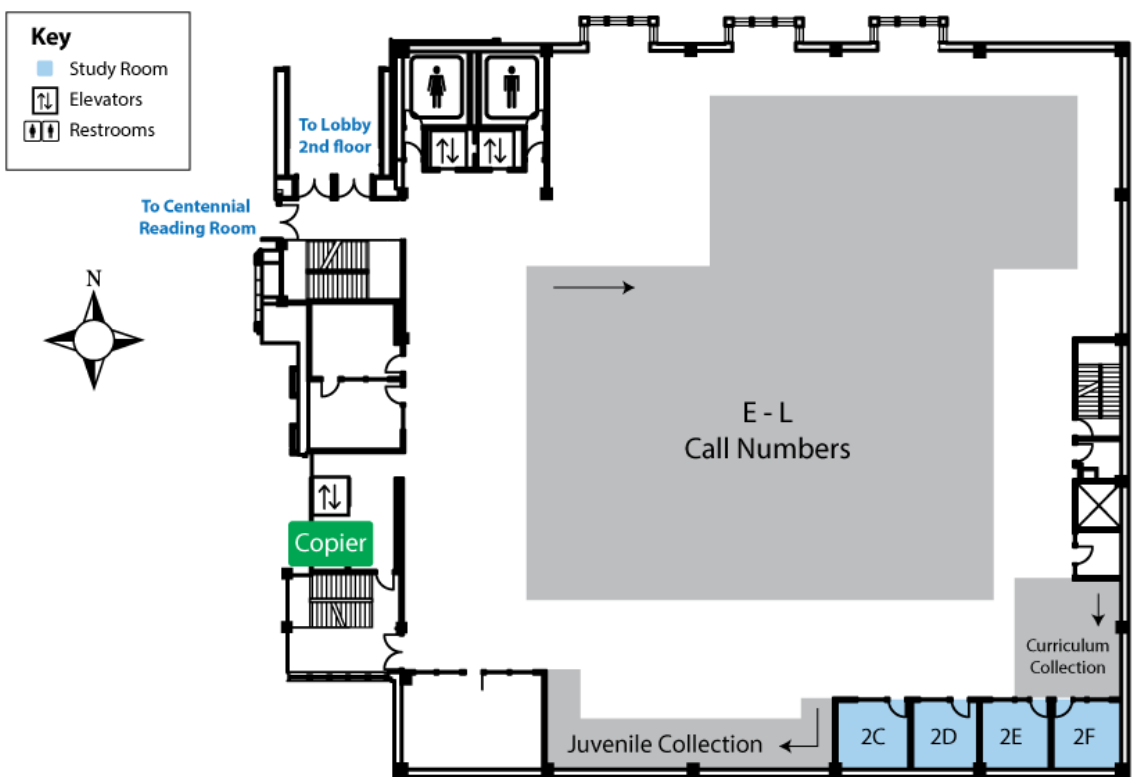 Key
Study Room
Elevators
Restrooms
To Lobby
2nd floor
To Centennial
Reading Room
N
E - L
Call Numbers
Copier
Curriculum
Collection
Juvenile Collection
2C
2D
2E
2F